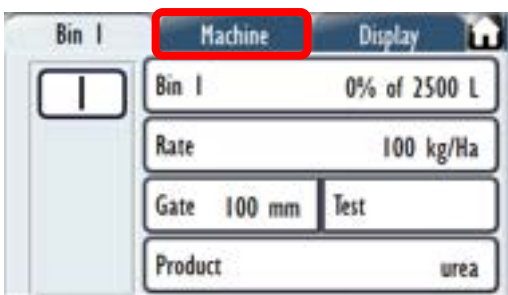 Bin 1 Machine Display
1
Bin 1 0% of 2500 L
Rate 100 kg/Ha
Gate 100 mm Test
Product urea